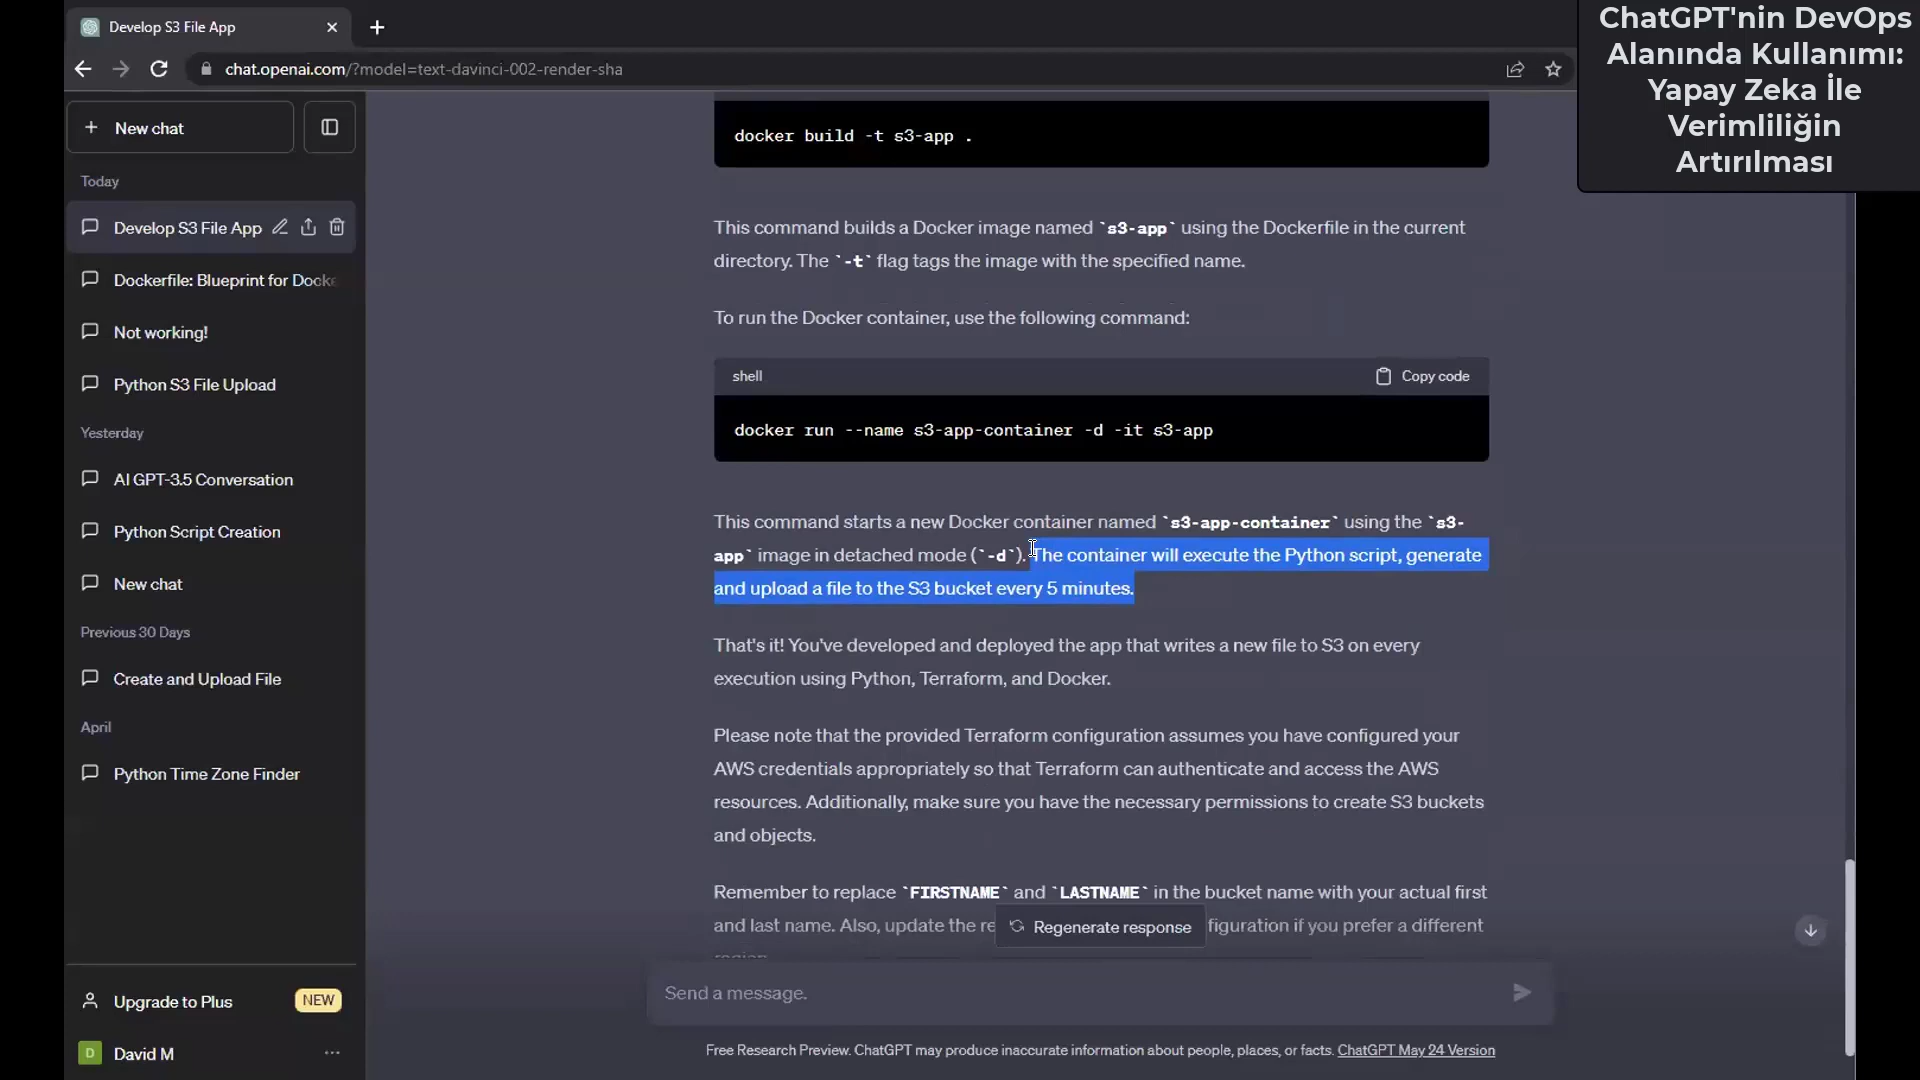 Develop S3 File App
chat.openai.com/?model=text-davinci-002-render-sha
ChatGPT'nin DevOps
Alanında Kullanımı:
Yapay Zeka İle
Verimliliğin
Artırılması
New chat
Today
Develop S3 File App
Dockerfile: Blueprint for Docke
Not working!
Python S3 File Upload
Yesterday
AI GPT-3.5 Conversation
Python Script Creation
New chat
Previous 30 Days
Create and Upload File
April
Python Time Zone Finder
Upgrade to Plus NEW
D David M
docker build -t s3-app .
This command builds a Docker image named `s3-app` using the Dockerfile in the current
directory. The `-t` flag tags the image with the specified name.
To run the Docker container, use the following command:
shell Copy code
docker run --name s3-app-container -d -it s3-app
This command starts a new Docker container named `s3-app-container` using the `s3-
app` image in detached mode (`-d`). The container will execute the Python script, generate
and upload a file to the S3 bucket every 5 minutes.
That's it! You've developed and deployed the app that writes a new file to S3 on every
execution using Python, Terraform, and Docker.
Please note that the provided Terraform configuration assumes you have configured your
AWS credentials appropriately so that Terraform can authenticate and access the AWS
resources. Additionally, make sure you have the necessary permissions to create S3 buckets
and objects.
Remember to replace `FIRSTNAME` and `LASTNAME` in the bucket name with your actual first
and last name. Also, update the re figuration if you prefer a different
Regenerate response
Send a message.
Free Research Preview. ChatGPT may produce inaccurate information about people, places, or facts. ChatGPT May 24 Version